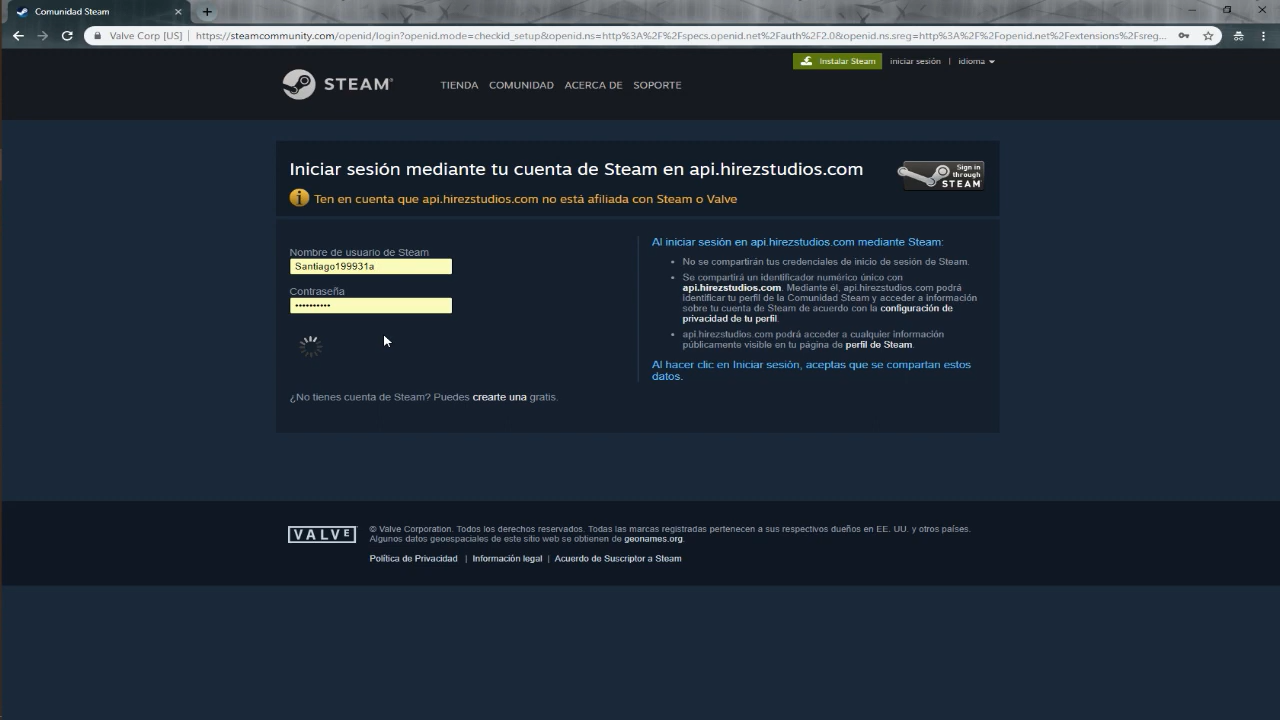 Comunidad Steam
Valve Corp [US]
https://steamcommunity.com/openid/login?openid.mode=checkid_setup&openid.ns=http%3A%2F%2Fspecs.openid.net%2Fauth%2F2.0&openid.ns.sreg=http%3A%2F%2Fopenid.net%2Fextensions%2Fsreg...
Instalar Steam
iniciar sesión | idioma
STEAM®
TIENDA COMUNIDAD ACERCA DE SOPORTE
Iniciar sesión mediante tu cuenta de Steam en api.hirezstudios.com
Sign in
through
STEAM
Ten en cuenta que api.hirezstudios.com no está afiliada con Steam o Valve
Nombre de usuario de Steam
Santiago199931a
Contraseña
••••••••••
¿No tienes cuenta de Steam? Puedes crearte una gratis.
Al iniciar sesión en api.hirezstudios.com mediante Steam:
• No se compartirán tus credenciales de inicio de sesión de Steam.
• Se compartirá un identificador numérico único con
api.hirezstudios.com. Mediante él, api.hirezstudios.com podrá
identificar tu perfil de la Comunidad Steam y acceder a información
sobre tu cuenta de Steam de acuerdo con la configuración de
privacidad de tu perfil.
• api.hirezstudios.com podrá acceder a cualquier información
públicamente visible en tu página de perfil de Steam.
Al hacer clic en Iniciar sesión, aceptas que se compartan estos
datos.
VALVE
© Valve Corporation. Todos los derechos reservados. Todas las marcas registradas pertenecen a sus respectivos dueños en EE. UU. y otros países.
Algunos datos geoespaciales de este sitio web se obtienen de geonames.org.
Política de Privacidad | Información legal | Acuerdo de Suscriptor a Steam